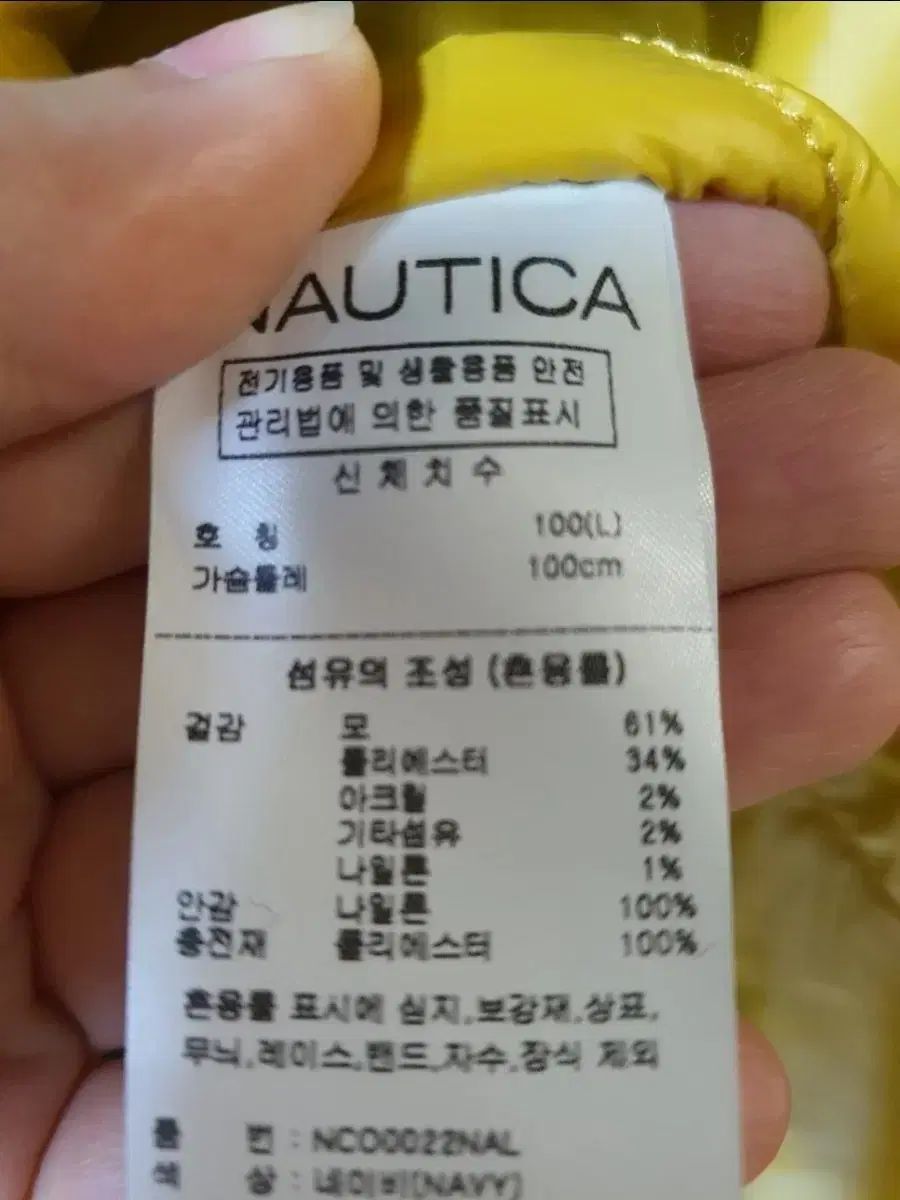 NAUTICA
전기용품 및 생활용품 안전
관리법에 의한 품질표시
신 체 치 수
호 칭 100(L)
가슴둘레 100cm
섬유의 조성 (혼용률)
겉감 모 61%
폴리에스터 34%
아크릴 2%
기타섬유 2%
나일론 1%
안감 나일론 100%
충전재 폴리에스터 100%
혼용률 표시에 심지,보강재,상표,
무늬,레이스,밴드,자수,장식 제외
품 번 : NCO0022NAL
색 상 : 네이비(NAVY)